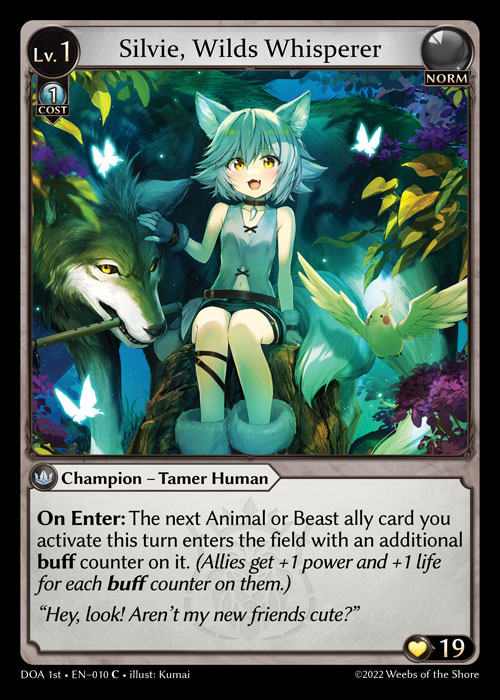 Lv. 1
Silvie, Wilds Whisperer
NORM
1
COST
Champion – Tamer Human
On Enter: The next Animal or Beast ally card you
activate this turn enters the field with an additional
buff counter on it. (Allies get +1 power and +1 life
for each buff counter on them.)
“Hey, look! Aren’t my new friends cute?”
19
DOA 1st • EN–010 C • illust: Kumai
©2022 Weebs of the Shore